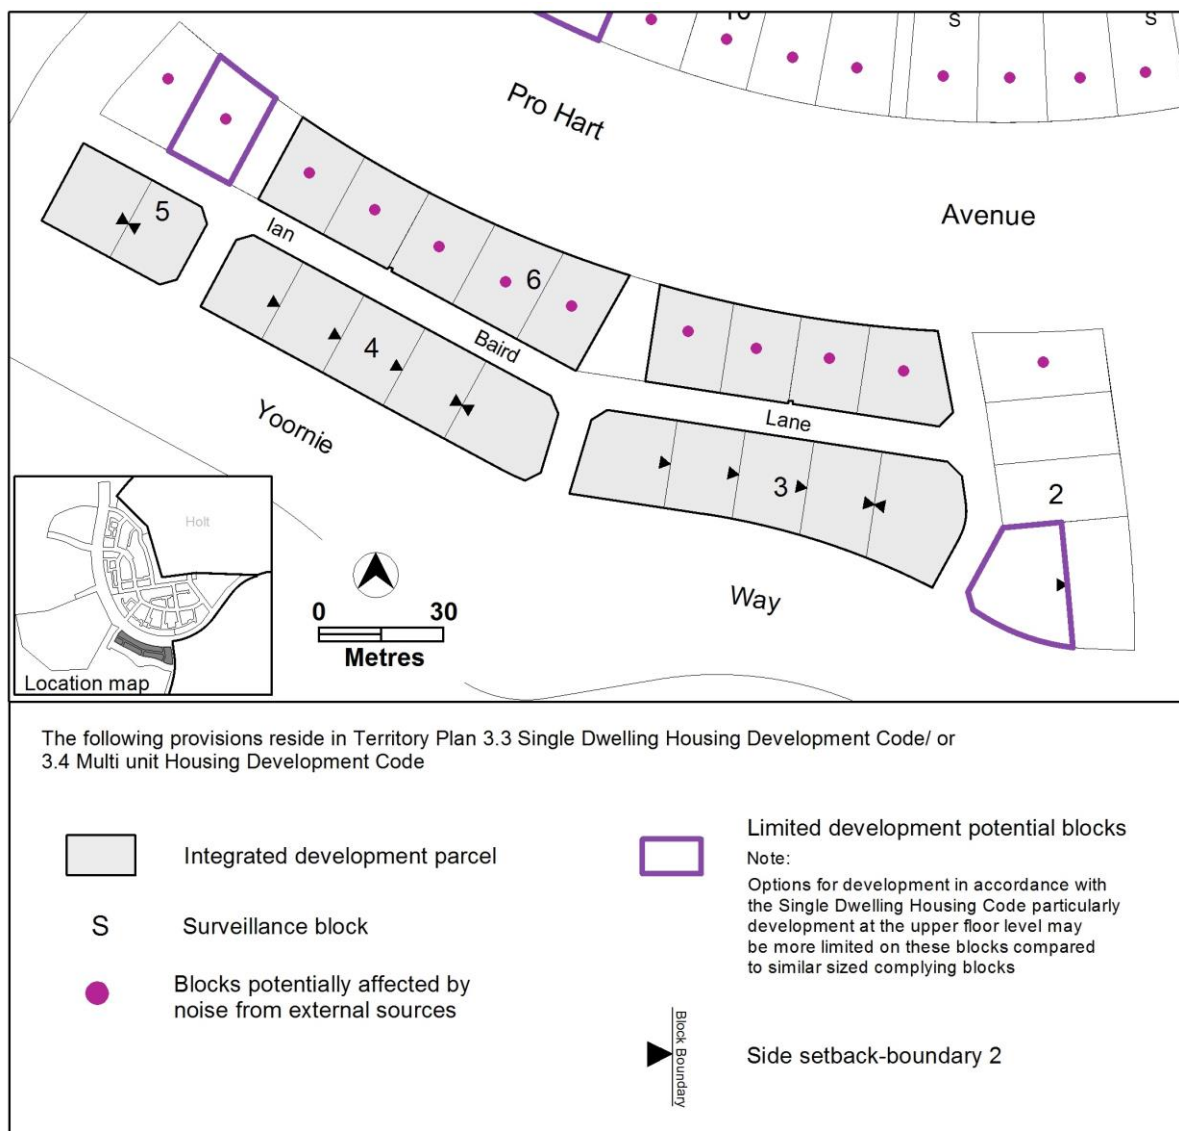 S
S
Pro Hart
Avenue
5
Ian
6
4
Baird
Yoornie
Lane
3
2
Way
Holt
Location map
0 30
Metres
The following provisions reside in Territory Plan 3.3 Single Dwelling Housing Development Code/ or
3.4 Multi unit Housing Development Code
Integrated development parcel
S Surveillance block
Blocks potentially affected by
noise from external sources
Limited development potential blocks
Note:
Options for development in accordance with
the Single Dwelling Housing Code particularly
development at the upper floor level may
be more limited on these blocks compared
to similar sized complying blocks
Block Boundary
Side setback-boundary 2